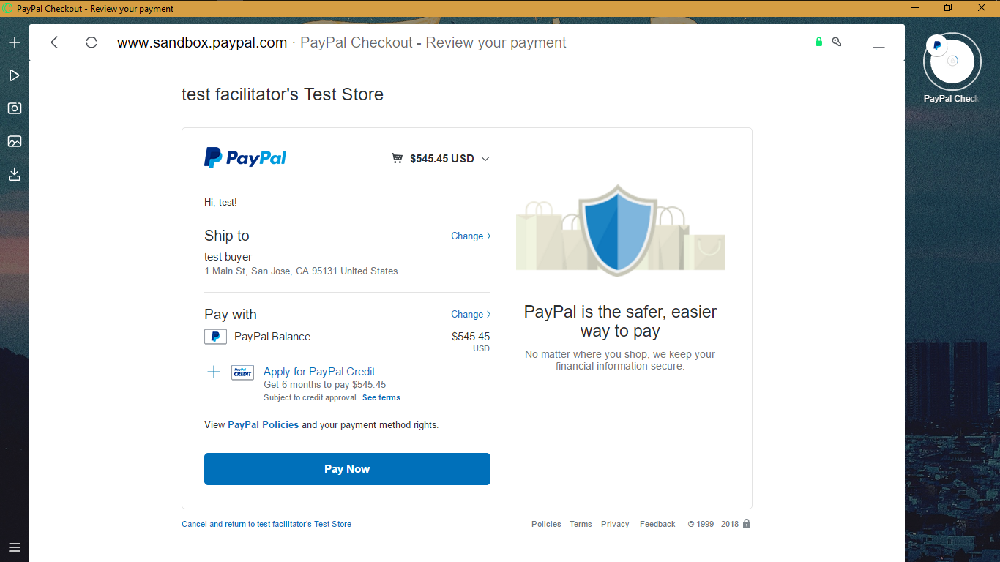 PayPal Checkout - Review your payment
www.sandbox.paypal.com · PayPal Checkout - Review your payment
PayPal Check
test facilitator's Test Store
PayPal
$545.45 USD
Hi, test!
Ship to
Change
test buyer
1 Main St, San Jose, CA 95131 United States
Pay with
Change
PayPal Balance
$545.45
USD
PayPal CREDIT
Apply for PayPal Credit
Get 6 months to pay $545.45
Subject to credit approval. See terms
View PayPal Policies and your payment method rights.
Pay Now
PayPal is the safer, easier
way to pay
No matter where you shop, we keep your
financial information secure.
Cancel and return to test facilitator's Test Store
Policies Terms Privacy Feedback © 1999 - 2018